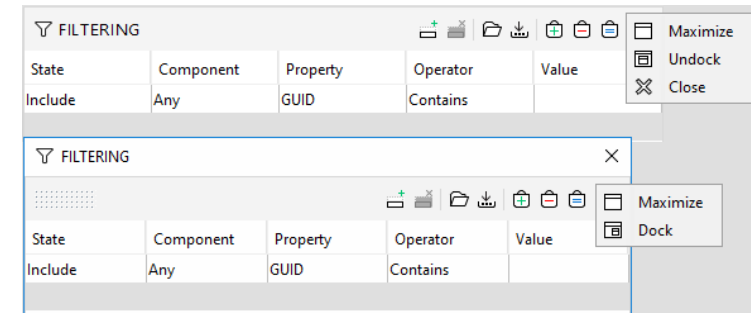 FILTERING
Maximize
State Component Property Operator Value Undock
Close
Include Any GUID Contains
FILTERING
Maximize
State Component Property Operator Value Dock
Include Any GUID Contains